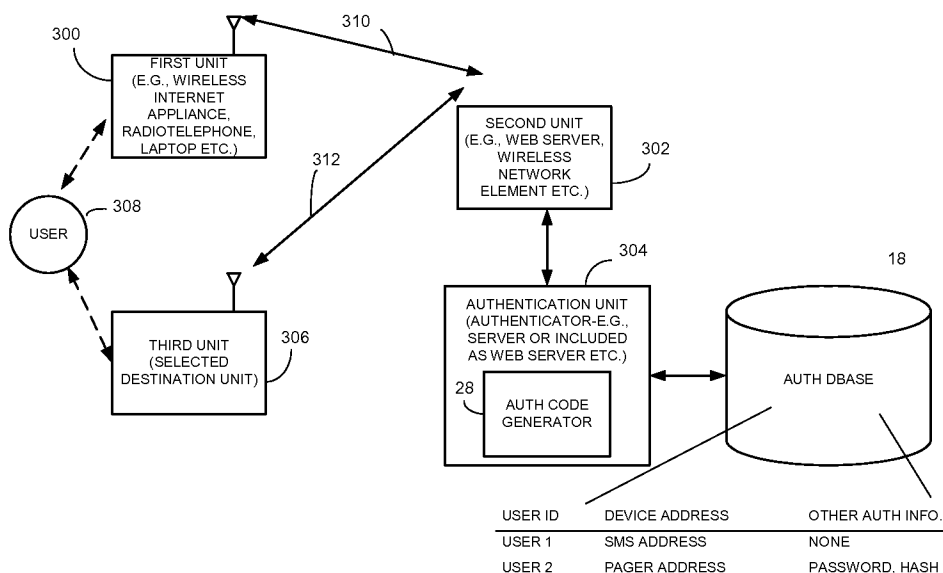 300
310
FIRST UNIT
(E.G., WIRELESS
INTERNET
APPLIANCE,
RADIOTELEPHONE,
LAPTOP ETC.)
SECOND UNIT
(E.G., WEB SERVER,
WIRELESS
NETWORK
ELEMENT ETC.)
302
312
308
USER
304
18
THIRD UNIT
(SELECTED
DESTINATION UNIT)
306
AUTHENTICATION UNIT
(AUTHENTICATOR-E.G.,
SERVER OR INCLUDED
AS WEB SERVER ETC.)
28
AUTH CODE
GENERATOR
AUTH DBASE
USER ID DEVICE ADDRESS OTHER AUTH INFO.
USER 1 SMS ADDRESS NONE
USER 2 PAGER ADDRESS PASSWORD, HASH